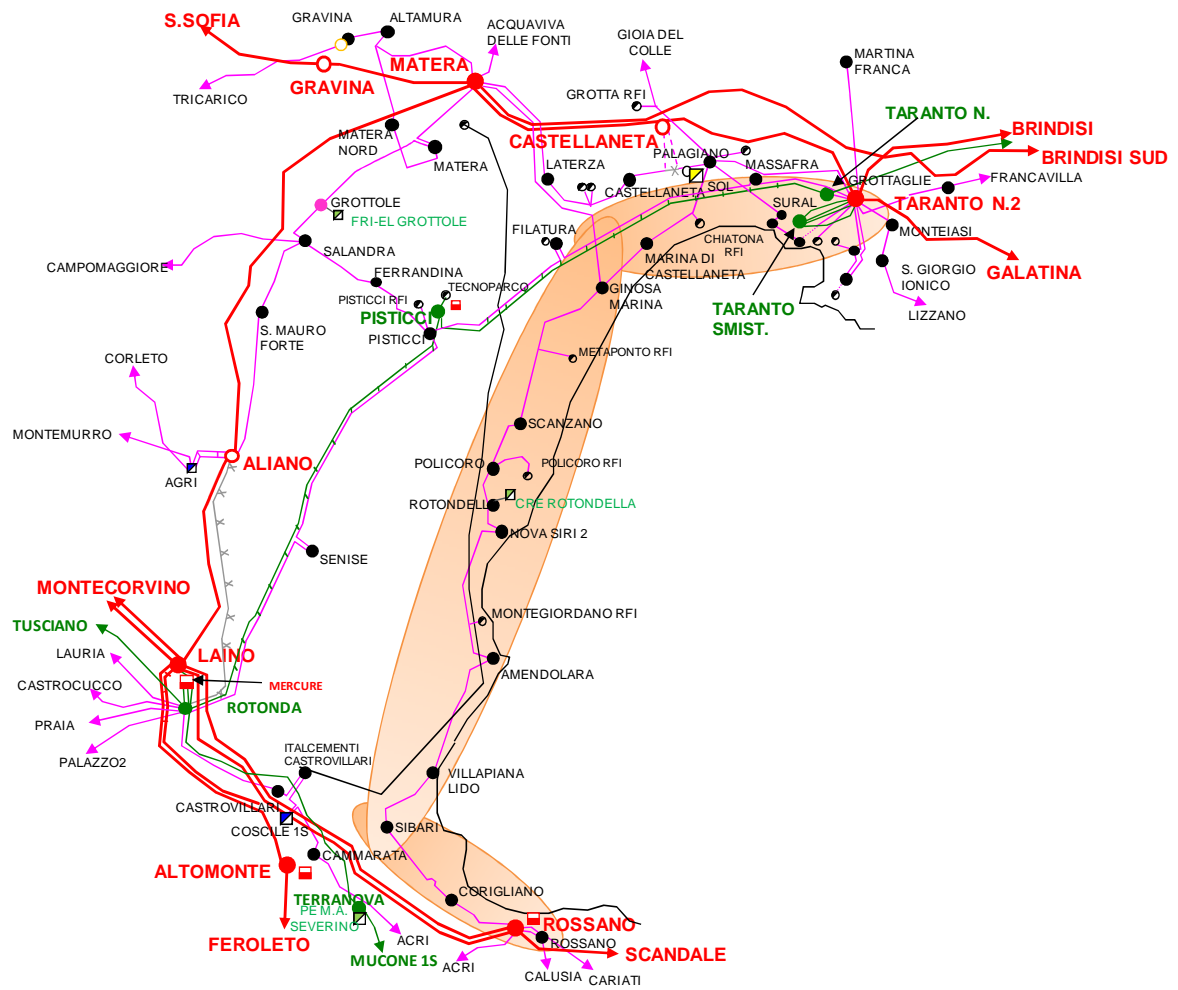 S.SOFIA
GRAVINA
ALTAMURA
ACQUAVIVA
DELLE FONTI
GIOIA DEL
COLLE
MARTINA
FRANCA
MATERA
GRAVINA
TRICARICO
GROTTA RFI
TARANTO N.
BRINDISI
BRINDISI SUD
MATERA
NORD
MATERA
CASTELLANETA
LATERZA
PALAGIANO
MASSAFRA
CASTELLANETA
SOL
GROTTAGLIE
FRANCAVILLA
TARANTO N.2
GROTTOLE
FRI-EL GROTTOLE
SURAL
MONTEIASI
FILATURA
CHIATONA
RFI
SALANDRA
CAMPOMAGGIORE
MARINA DI
CASTELLANETA
S. GIORGIO
IONICO
GALATINA
FERRANDINA
TECNOPARCO
GINOSA
MARINA
PISTICCI RFI
PISTICCI
TARANTO
SMIST.
LIZZANO
S. MAURO
FORTE
PISTICCI
METAPONTO RFI
CORLETO
SCANZANO
MONTEMURRO
ALIANO
AGRI
POLICORO
POLICORO RFI
ROTONDELL
CRE ROTONDELLA
NOVA SIRI 2
SENISE
MONTECORVINO
TUSCIANO
MONTEGIORDANO RFI
LAURIA
LAINO
AMENDOLARA
CASTROCUCCO
MERCURE
ROTONDA
PRAIA
PALAZZO2
ITALCEMENTI
CASTROVILLARI
VILLAPIANA
LIDO
CASTROVILLARI
COSCILE 1S
SIBARI
CAMMARATA
ALTOMONTE
TERRANOVA
PE M.A.
SEVERINO
CORIGLIANO
ROSSANO
FEROLETO
ACRI
ROSSANO
MUCONE 1S
ACRI
SCANDALE
CALUSIA
CARIATI